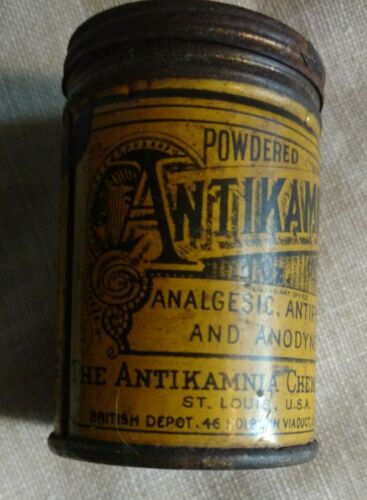 POWDERED
ANTIKAM
ANALGESIC, ANTIP
AND ANODYN
THE ANTIKAMNIA CHEM
ST. LOUIS, U.S.A.
BRITISH DEPOT. 46 HOLBORN VIADUCT,